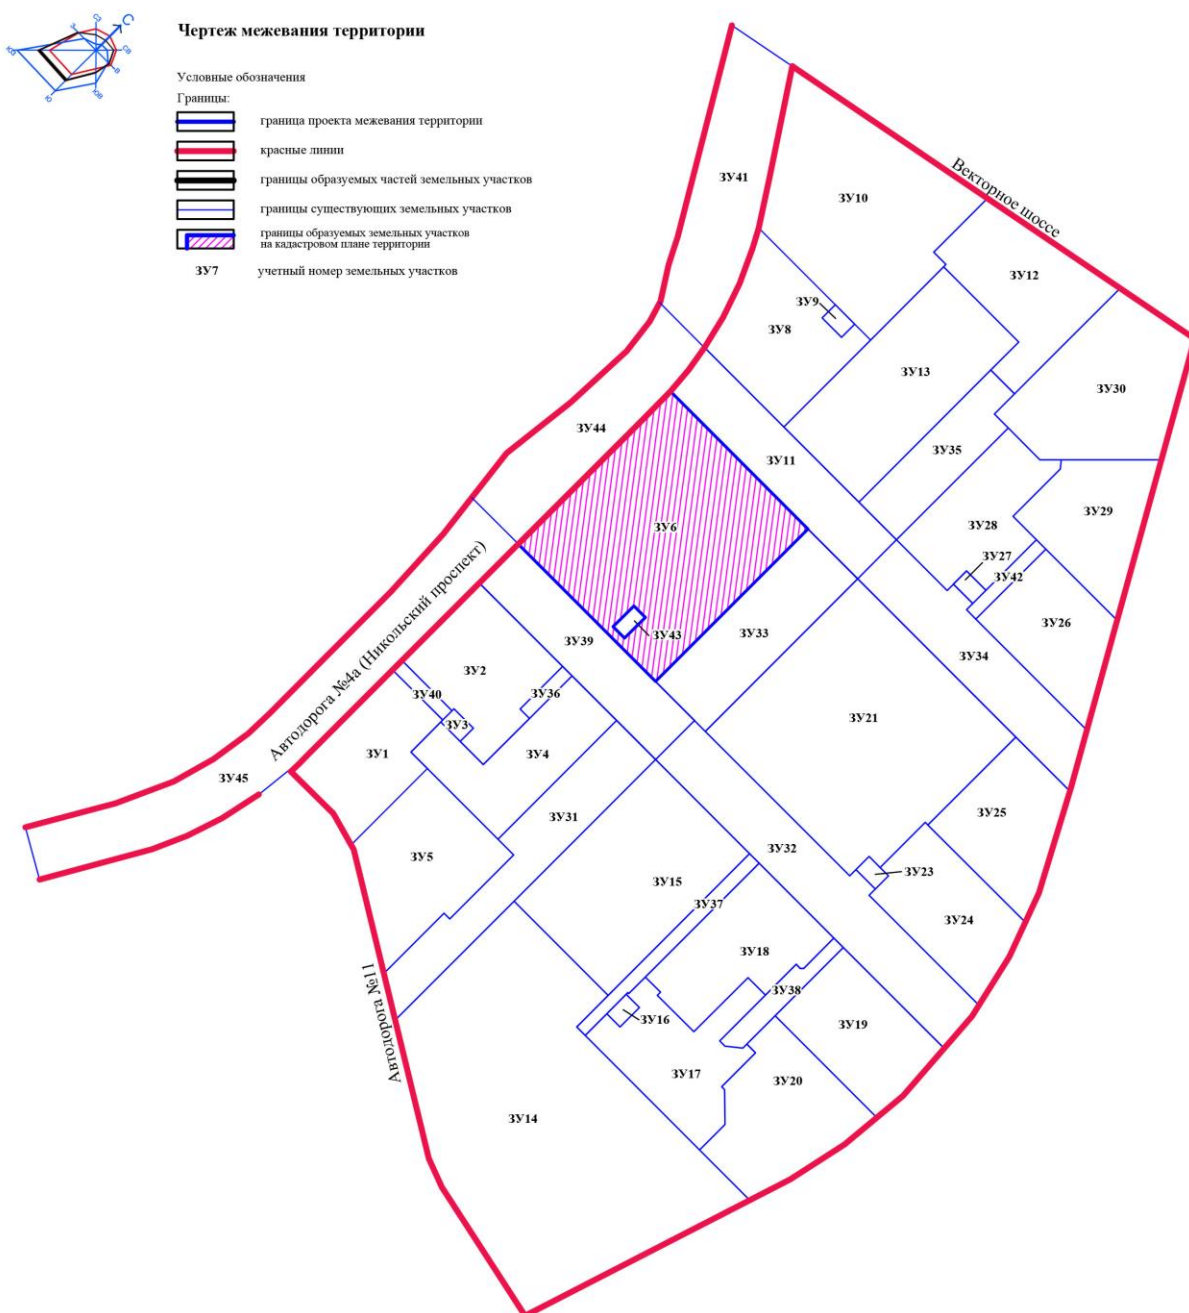 Чертеж межевания территории
С
СЗ
З
СВ
ЮЗ
В
Ю
ЮВ
Условные обозначения
Границы:
граница проекта межевания территории
красные линии
границы образуемых частей земельных участков
границы существующих земельных участков
границы образуемых земельных участков
на кадастровом плане территории
ЗУ7 учетный номер земельных участков
Векторное шоссе
ЗУ41
ЗУ10
ЗУ12
ЗУ9
ЗУ8
ЗУ13
ЗУ30
ЗУ44
ЗУ11
ЗУ35
ЗУ6
ЗУ28
ЗУ29
ЗУ27
ЗУ42
ЗУ26
ЗУ39
ЗУ43
ЗУ33
ЗУ34
Автодорога №4а (Никольский проспект)
ЗУ2
ЗУ40
ЗУ36
ЗУ3
ЗУ21
ЗУ1
ЗУ4
ЗУ45
ЗУ31
ЗУ25
ЗУ5
ЗУ32
ЗУ15
ЗУ23
ЗУ37
ЗУ24
ЗУ18
ЗУ38
Автодорога №11
ЗУ16
ЗУ19
ЗУ17
ЗУ20
ЗУ14